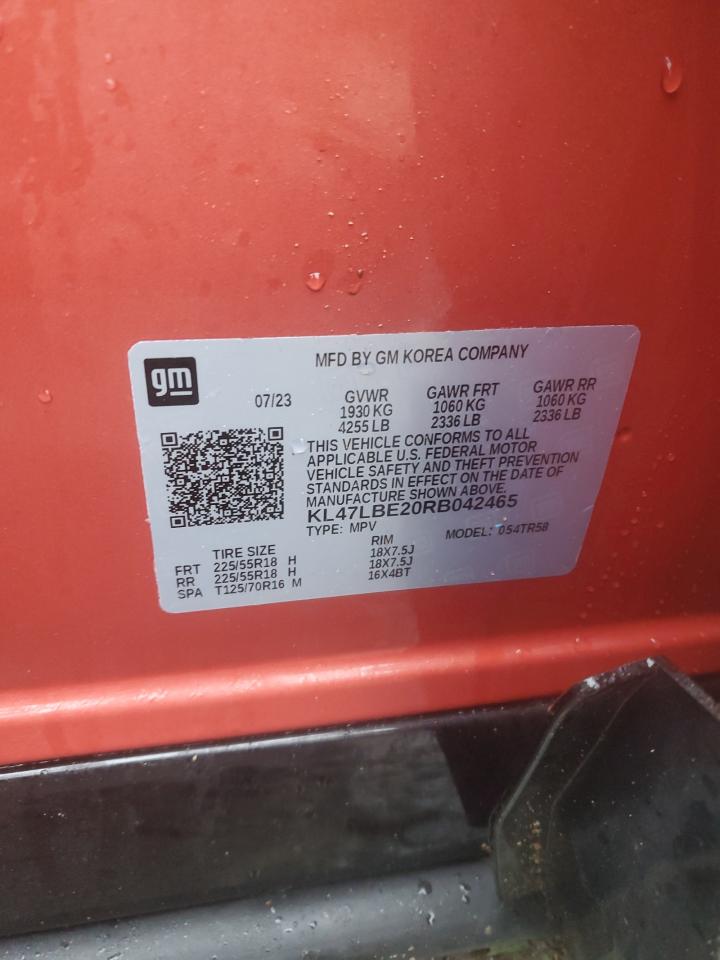 gm
MFD BY GM KOREA COMPANY
07/23
GVWR GAWR FRT GAWR RR
1930 KG 1060 KG 1060 KG
4255 LB 2336 LB 2336 LB
THIS VEHICLE CONFORMS TO ALL
APPLICABLE U.S. FEDERAL MOTOR
VEHICLE SAFETY AND THEFT PREVENTION
STANDARDS IN EFFECT ON THE DATE OF
MANUFACTURE SHOWN ABOVE.
KL47LBE20RB042465
TYPE: MPV MODEL: 054TR58
TIRE SIZE RIM
FRT 225/55R18 H 18X7.5J
RR 225/55R18 H 18X7.5J
SPA T125/70R16 M 16X4BT